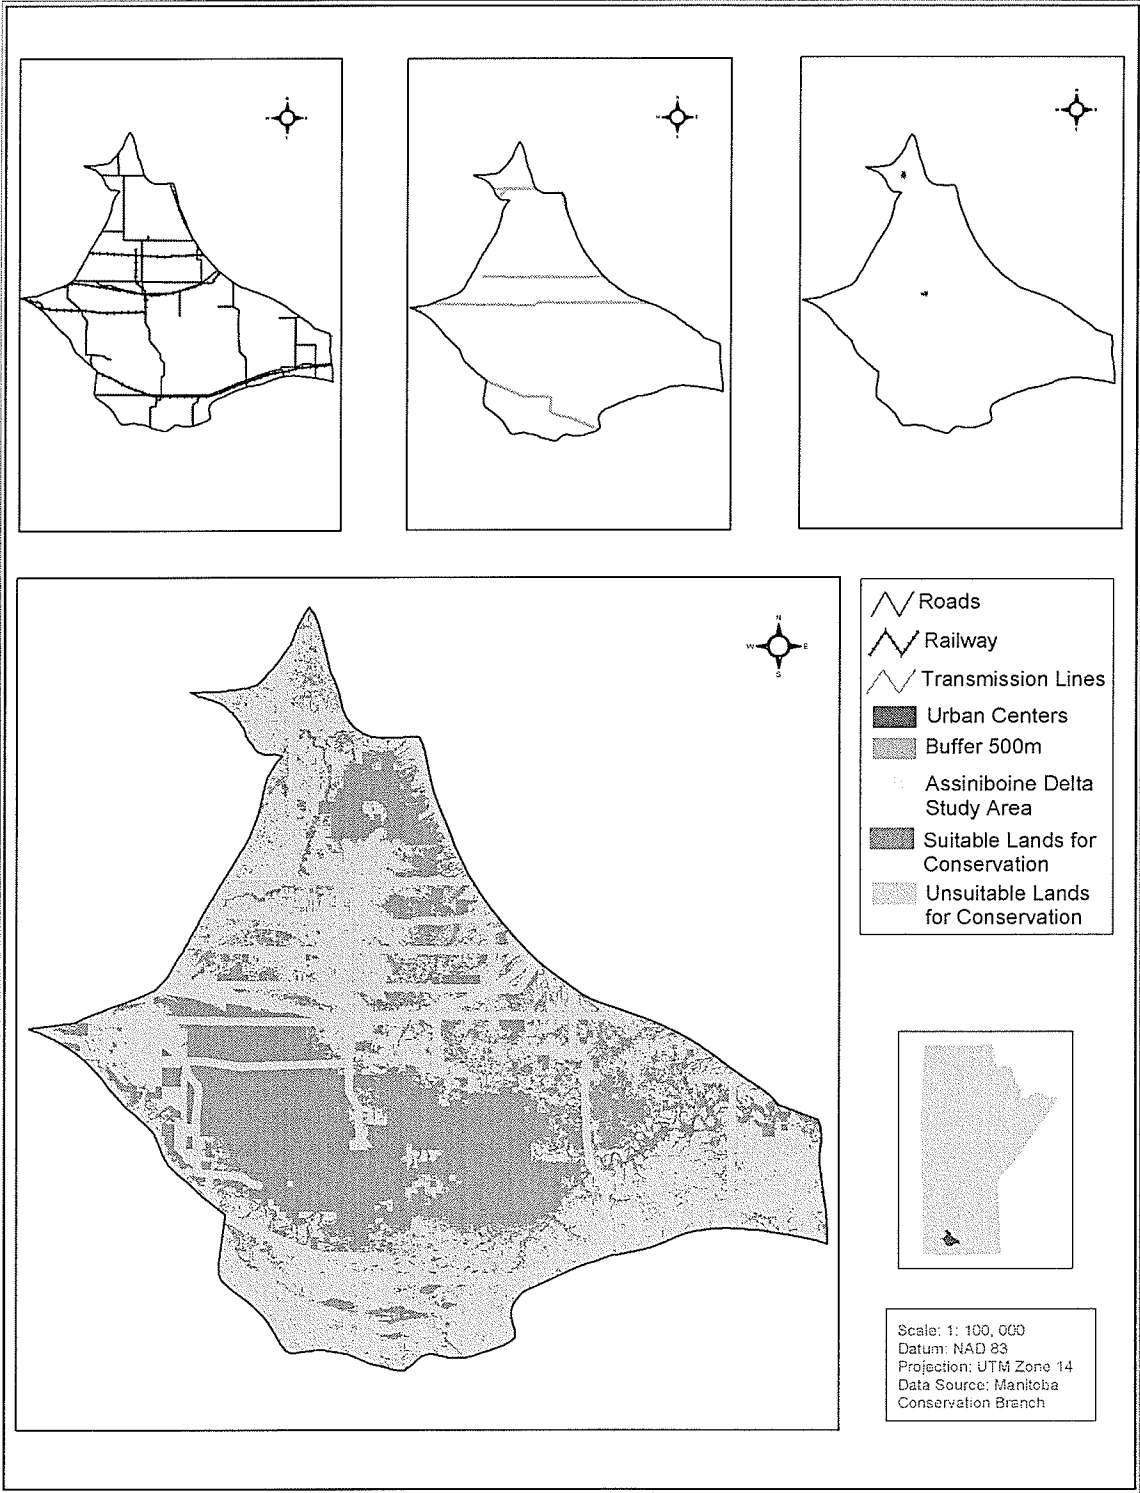 N
W
E
S
Roads
Railway
Transmission Lines
Urban Centers
Buffer 500m
Assiniboine Delta
Study Area
Suitable Lands for
Conservation
Unsuitable Lands
for Conservation
Scale: 1: 100, 000
Datum: NAD 83
Projection: UTM Zone 14
Data Source: Manitoba
Conservation Branch